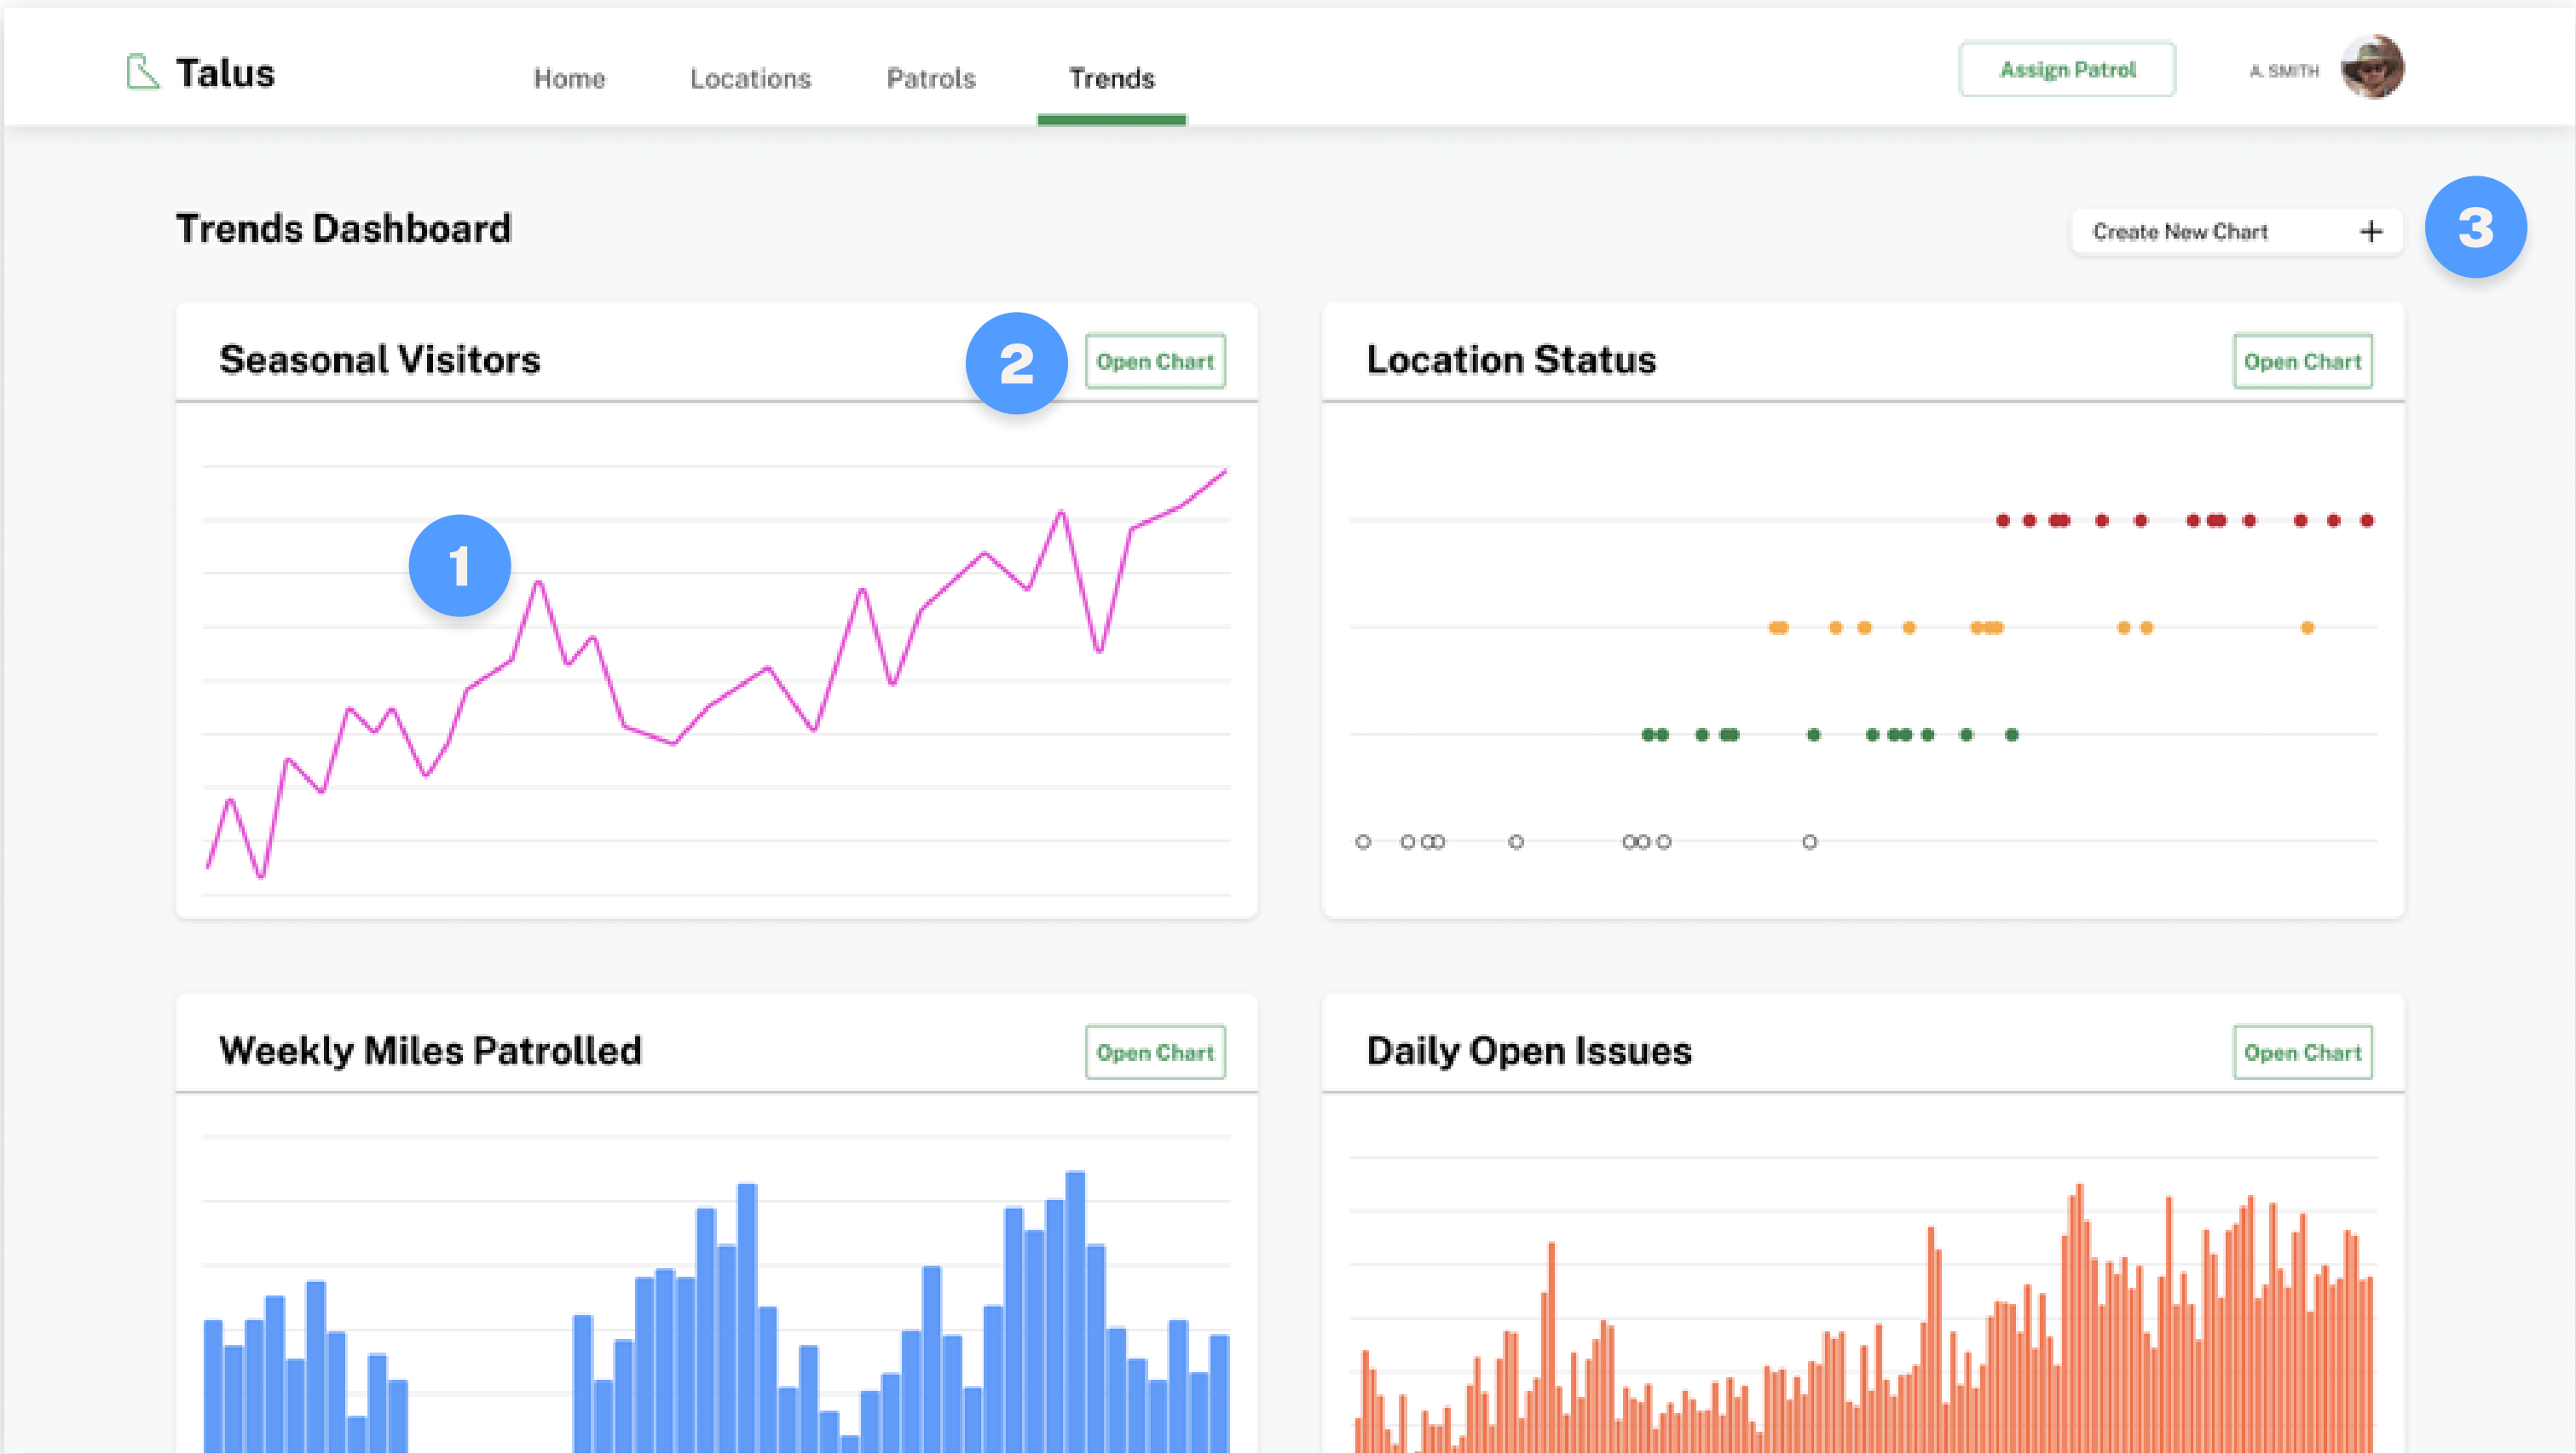 Talus
Home Locations Patrols Trends
Assign Patrol
A. SMITH
Trends Dashboard
Create New Chart +
3
Seasonal Visitors
2
Open Chart
1
Location Status
Open Chart
Weekly Miles Patrolled
Open Chart
Daily Open Issues
Open Chart